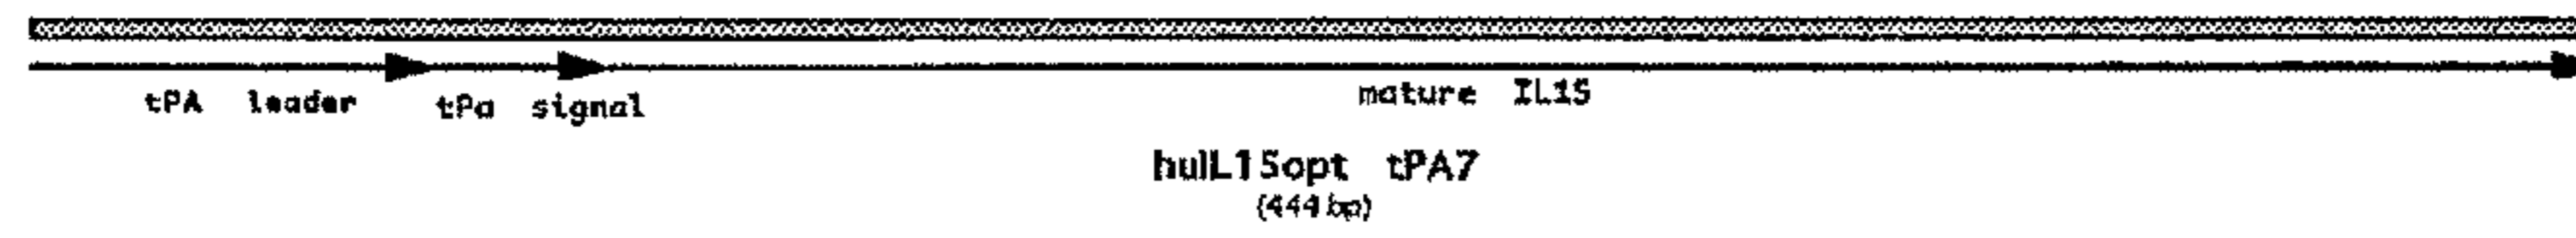 tPA leader tPa signal mature IL15
huIL15opt tPA7
(444 bp)